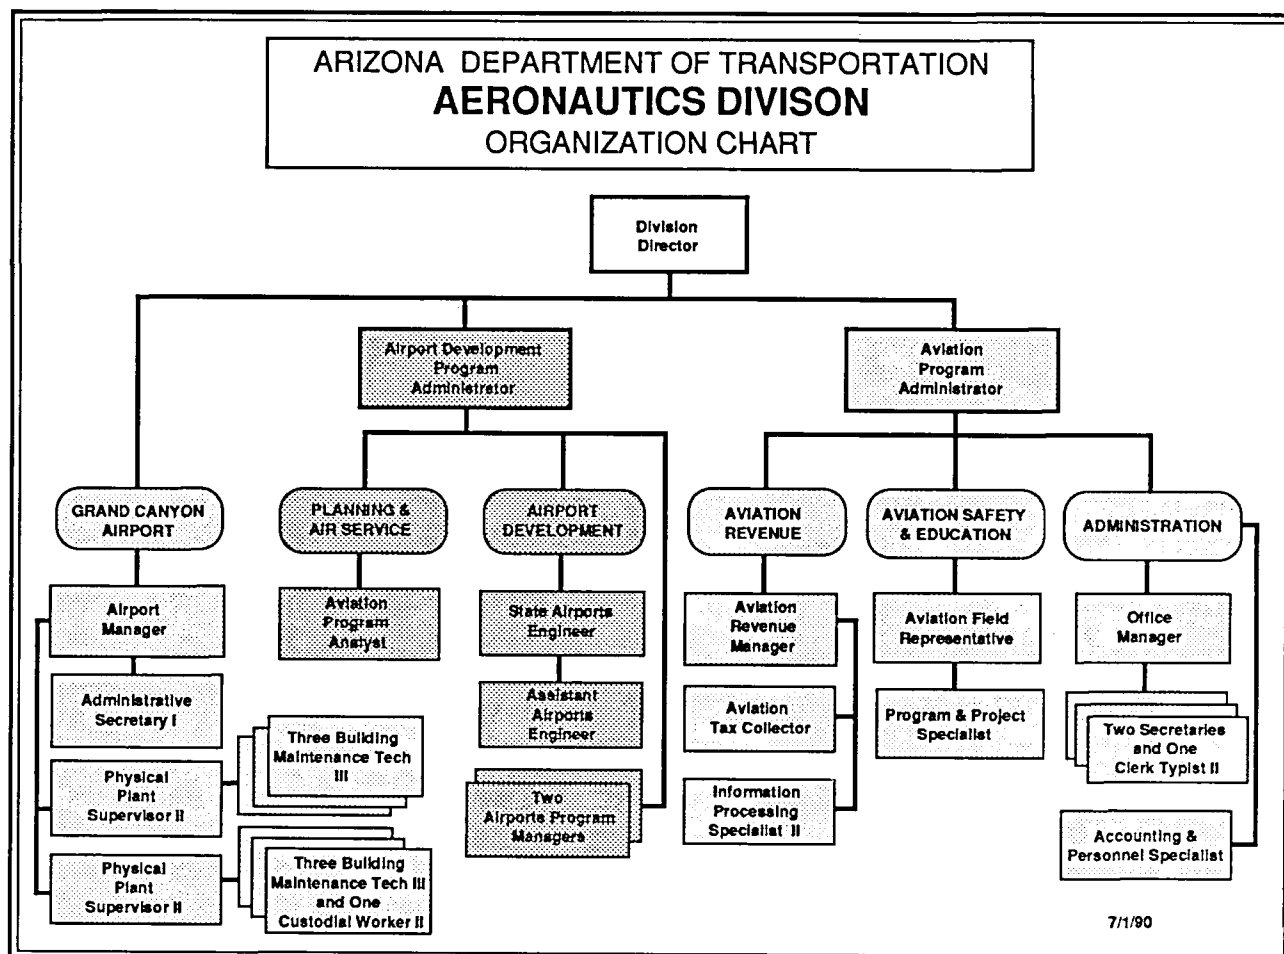 ARIZONA DEPARTMENT OF TRANSPORTATION
AERONAUTICS DIVISON
ORGANIZATION CHART
Division
Director
Airport Development
Program
Administrator
Aviation
Program
Administrator
GRAND CANYON
AIRPORT
PLANNING &
AIR SERVICE
AIRPORT
DEVELOPMENT
AVIATION
REVENUE
AVIATION SAFETY
& EDUCATION
ADMINISTRATION
Airport
Manager
Aviation
Program
Analyst
State Airports
Engineer
Aviation
Revenue
Manager
Aviation Field
Representative
Office
Manager
Administrative
Secretary I
Assistant
Airports
Engineer
Aviation
Tax Collector
Program & Project
Specialist
Two Secretaries
and One
Clerk Typist II
Physical
Plant
Supervisor II
Three Building
Maintenance Tech
III
Two
Airports Program
Managers
Information
Processing
Specialist II
Accounting &
Personnel Specialist
Physical
Plant
Supervisor II
Three Building
Maintenance Tech III
and One
Custodial Worker II
7/1/90